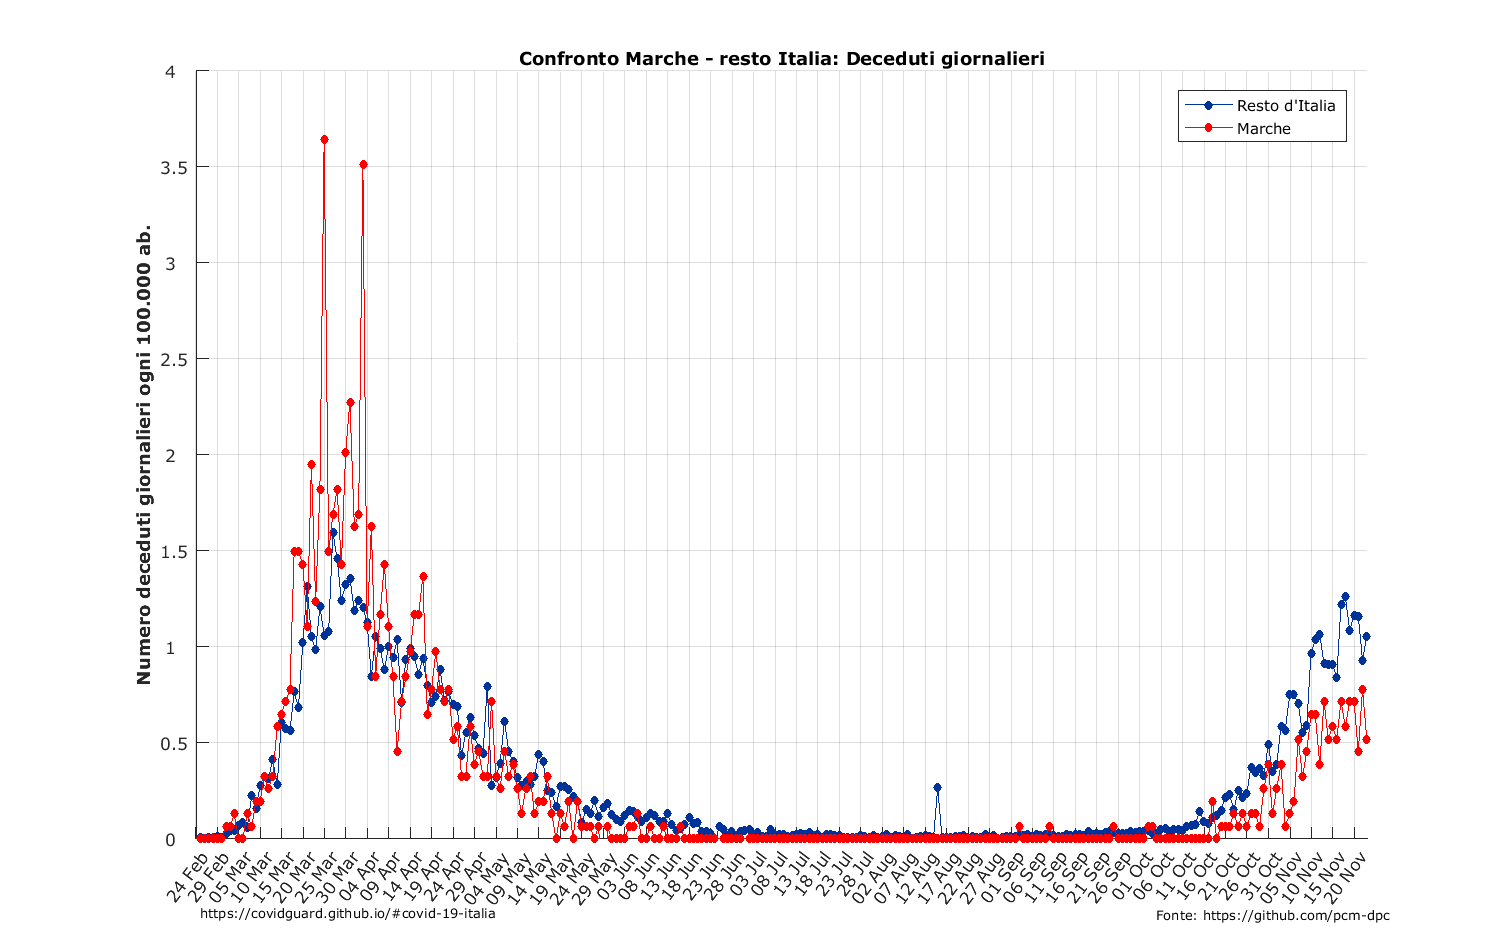 Confronto Marche - resto Italia: Deceduti giornalieri
Resto d'Italia
Marche
Numero deceduti giornalieri ogni 100.000 ab.
4
3.5
3
2.5
2
1.5
1
0.5
0
24 Feb
29 Feb
05 Mar
10 Mar
15 Mar
20 Mar
25 Mar
30 Mar
04 Apr
09 Apr
14 Apr
19 Apr
24 Apr
29 Apr
04 May
09 May
14 May
19 May
24 May
29 May
03 Jun
08 Jun
13 Jun
18 Jun
23 Jun
28 Jun
03 Jul
08 Jul
13 Jul
18 Jul
23 Jul
28 Jul
02 Aug
07 Aug
12 Aug
17 Aug
22 Aug
27 Aug
01 Sep
06 Sep
11 Sep
16 Sep
21 Sep
26 Sep
01 Oct
06 Oct
11 Oct
16 Oct
21 Oct
26 Oct
31 Oct
05 Nov
10 Nov
15 Nov
20 Nov
https://covidguard.github.io/#covid-19-italia
Fonte: https://github.com/pcm-dpc